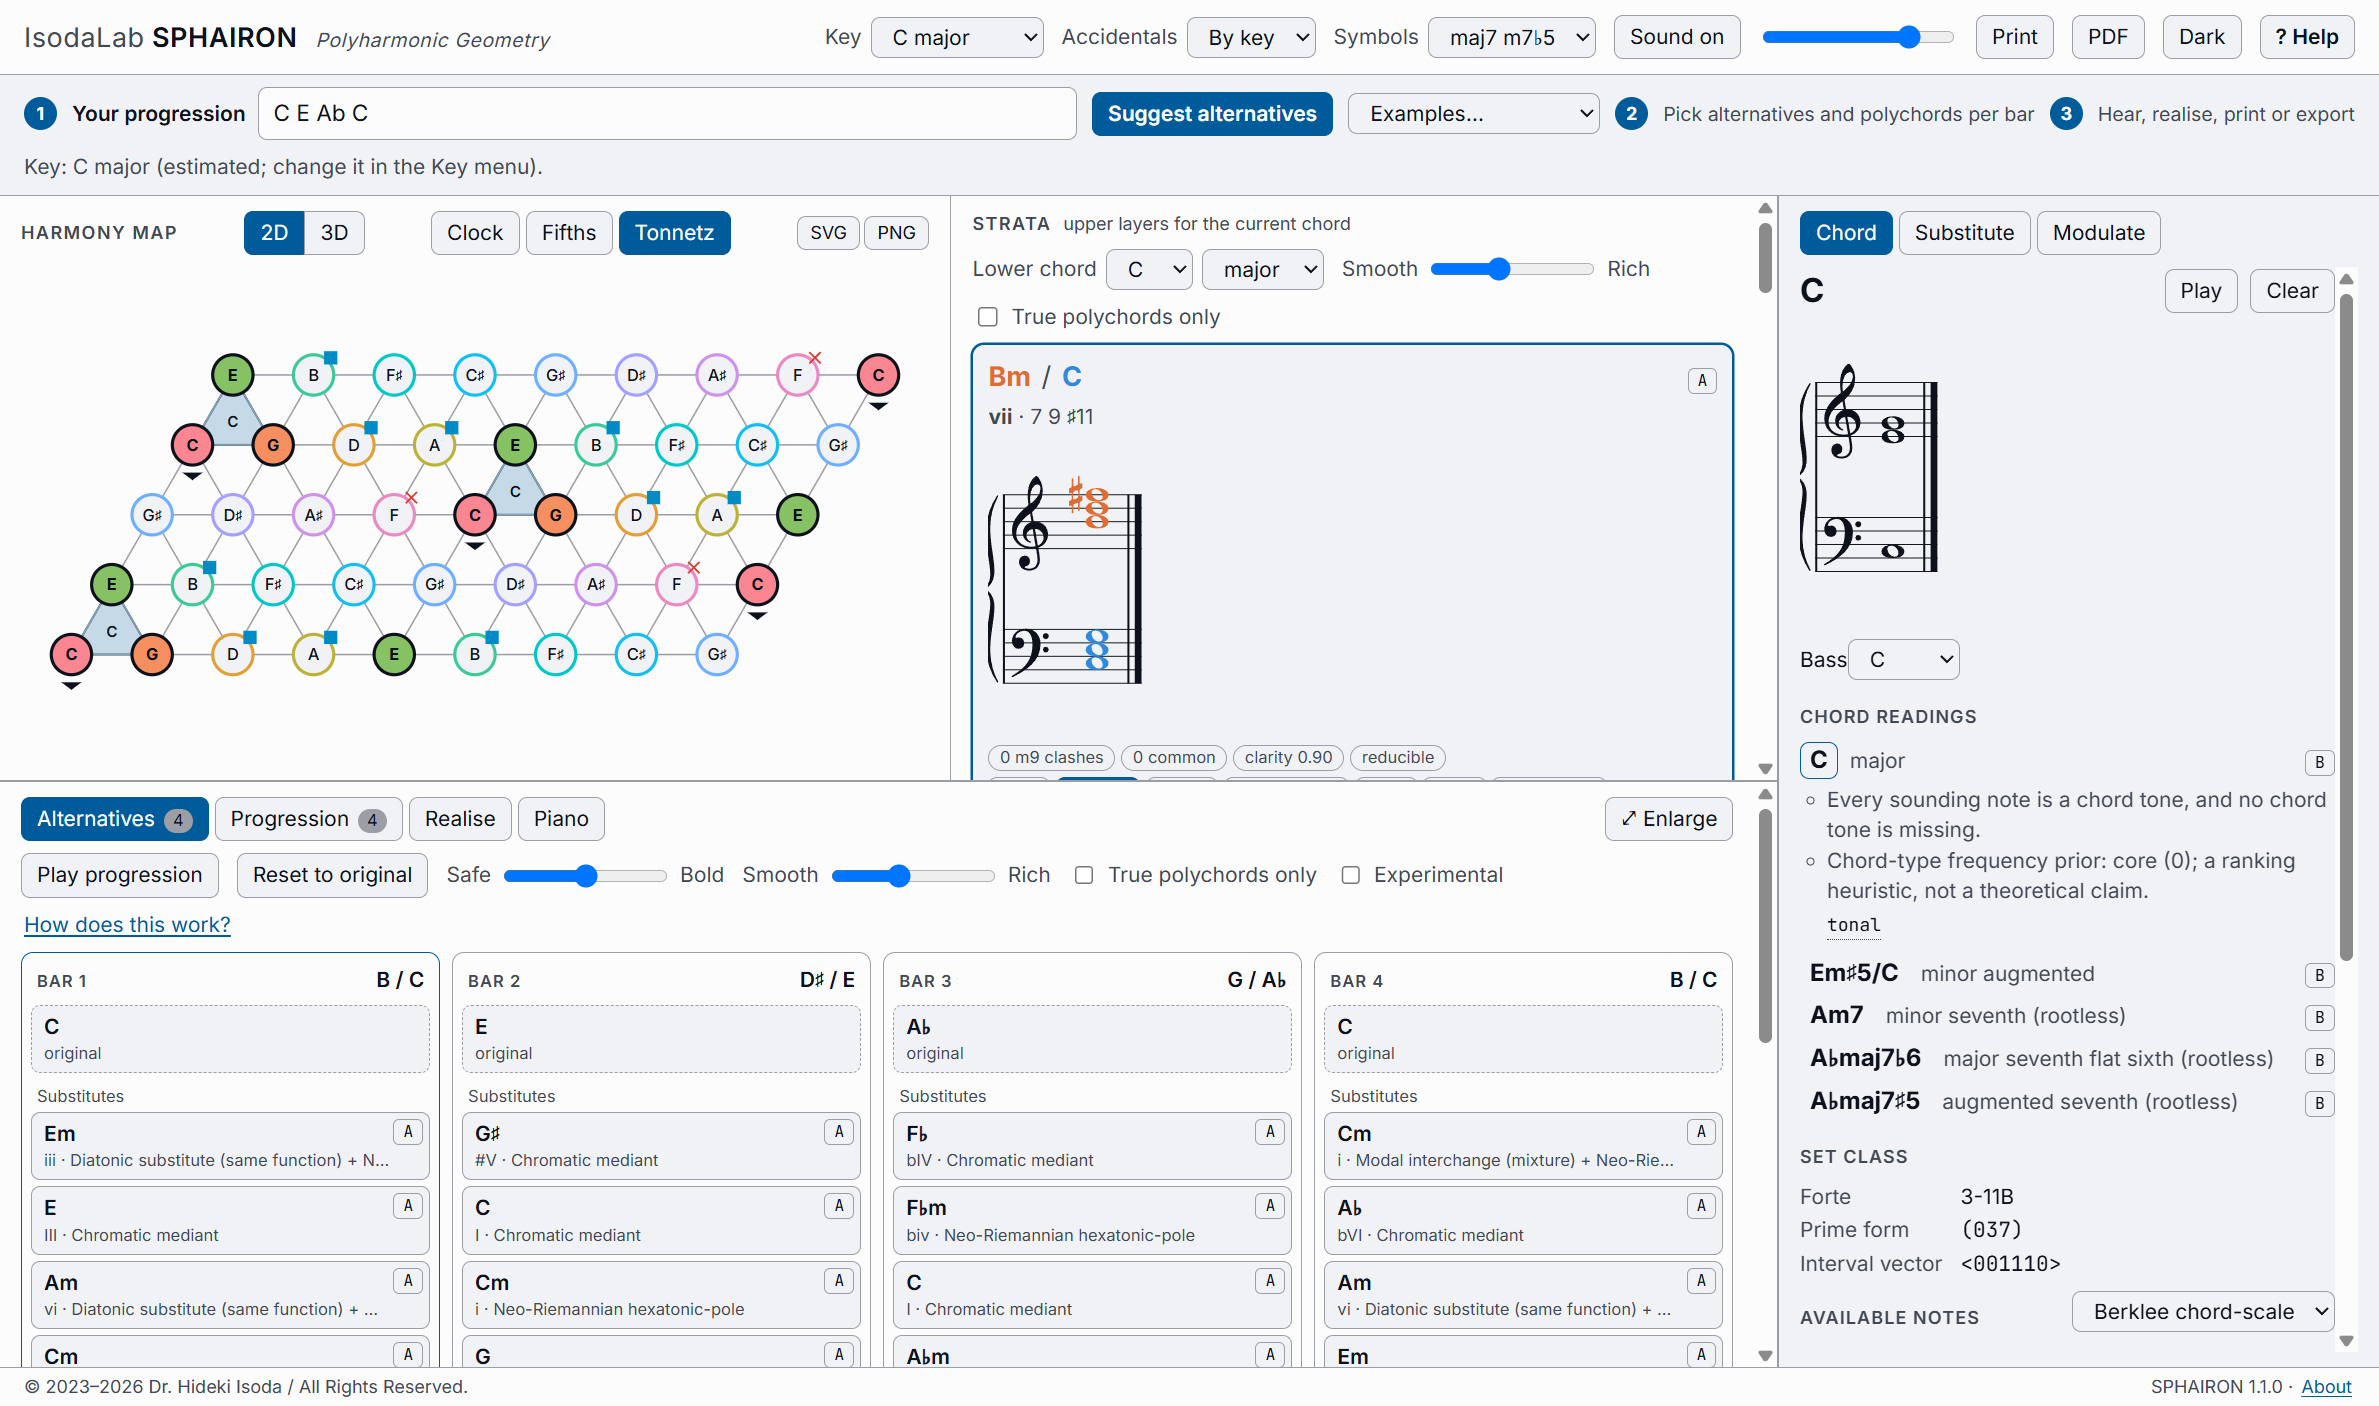 IsodaLab SPHAIRON Polyharmonic Geometry
Key C major Accidentals By key Symbols maj7 m7♭5 Sound on Print PDF Dark ? Help
1 Your progression C E Ab C Suggest alternatives Examples... 2 Pick alternatives and polychords per bar 3 Hear, realise, print or export
Key: C major (estimated; change it in the Key menu).
HARMONY MAP 2D 3D Clock Fifths Tonnetz SVG PNG
E B F♯ C♯ G♯ D♯ A♯ F C
C
C G D A E B F♯ C♯ G♯
C
G♯ D♯ A♯ F C G D A E
E B F♯ C♯ G♯ D♯ A♯ F C
C
C G D A E B F♯ C♯ G♯
STRATA upper layers for the current chord
Lower chord C major Smooth Rich
True polychords only
Bm / C A
vii · 7 9 ♯11
0 m9 clashes 0 common clarity 0.90 reducible
Chord Substitute Modulate
C Play Clear
Bass C
CHORD READINGS
C major B
Every sounding note is a chord tone, and no chord
tone is missing.
Chord-type frequency prior: core (0); a ranking
heuristic, not a theoretical claim.
tonal
Em♯5/C minor augmented B
Am7 minor seventh (rootless) B
A♭maj7♭6 major seventh flat sixth (rootless) B
A♭maj7♯5 augmented seventh (rootless) B
SET CLASS
Forte 3-11B
Prime form (037)
Interval vector <001110>
AVAILABLE NOTES Berklee chord-scale
Alternatives 4 Progression 4 Realise Piano ⤢ Enlarge
Play progression Reset to original Safe Bold Smooth Rich True polychords only Experimental
How does this work?
BAR 1 B / C
C
original
Substitutes
Em A
iii · Diatonic substitute (same function) + N...
E A
III · Chromatic mediant
Am A
vi · Diatonic substitute (same function) + ...
Cm A
BAR 2 D♯ / E
E
original
Substitutes
G♯ A
#V · Chromatic mediant
C A
I · Chromatic mediant
Cm A
i · Neo-Riemannian hexatonic-pole
G A
BAR 3 G / A♭
A♭
original
Substitutes
F♭ A
bIV · Chromatic mediant
F♭m A
biv · Neo-Riemannian hexatonic-pole
C A
I · Chromatic mediant
A♭m A
BAR 4 B / C
C
original
Substitutes
Cm A
i · Modal interchange (mixture) + Neo-Rie...
A♭ A
bVI · Chromatic mediant
Am A
vi · Diatonic substitute (same function) + ...
Em A
© 2023–2026 Dr. Hideki Isoda / All Rights Reserved. SPHAIRON 1.1.0 · About